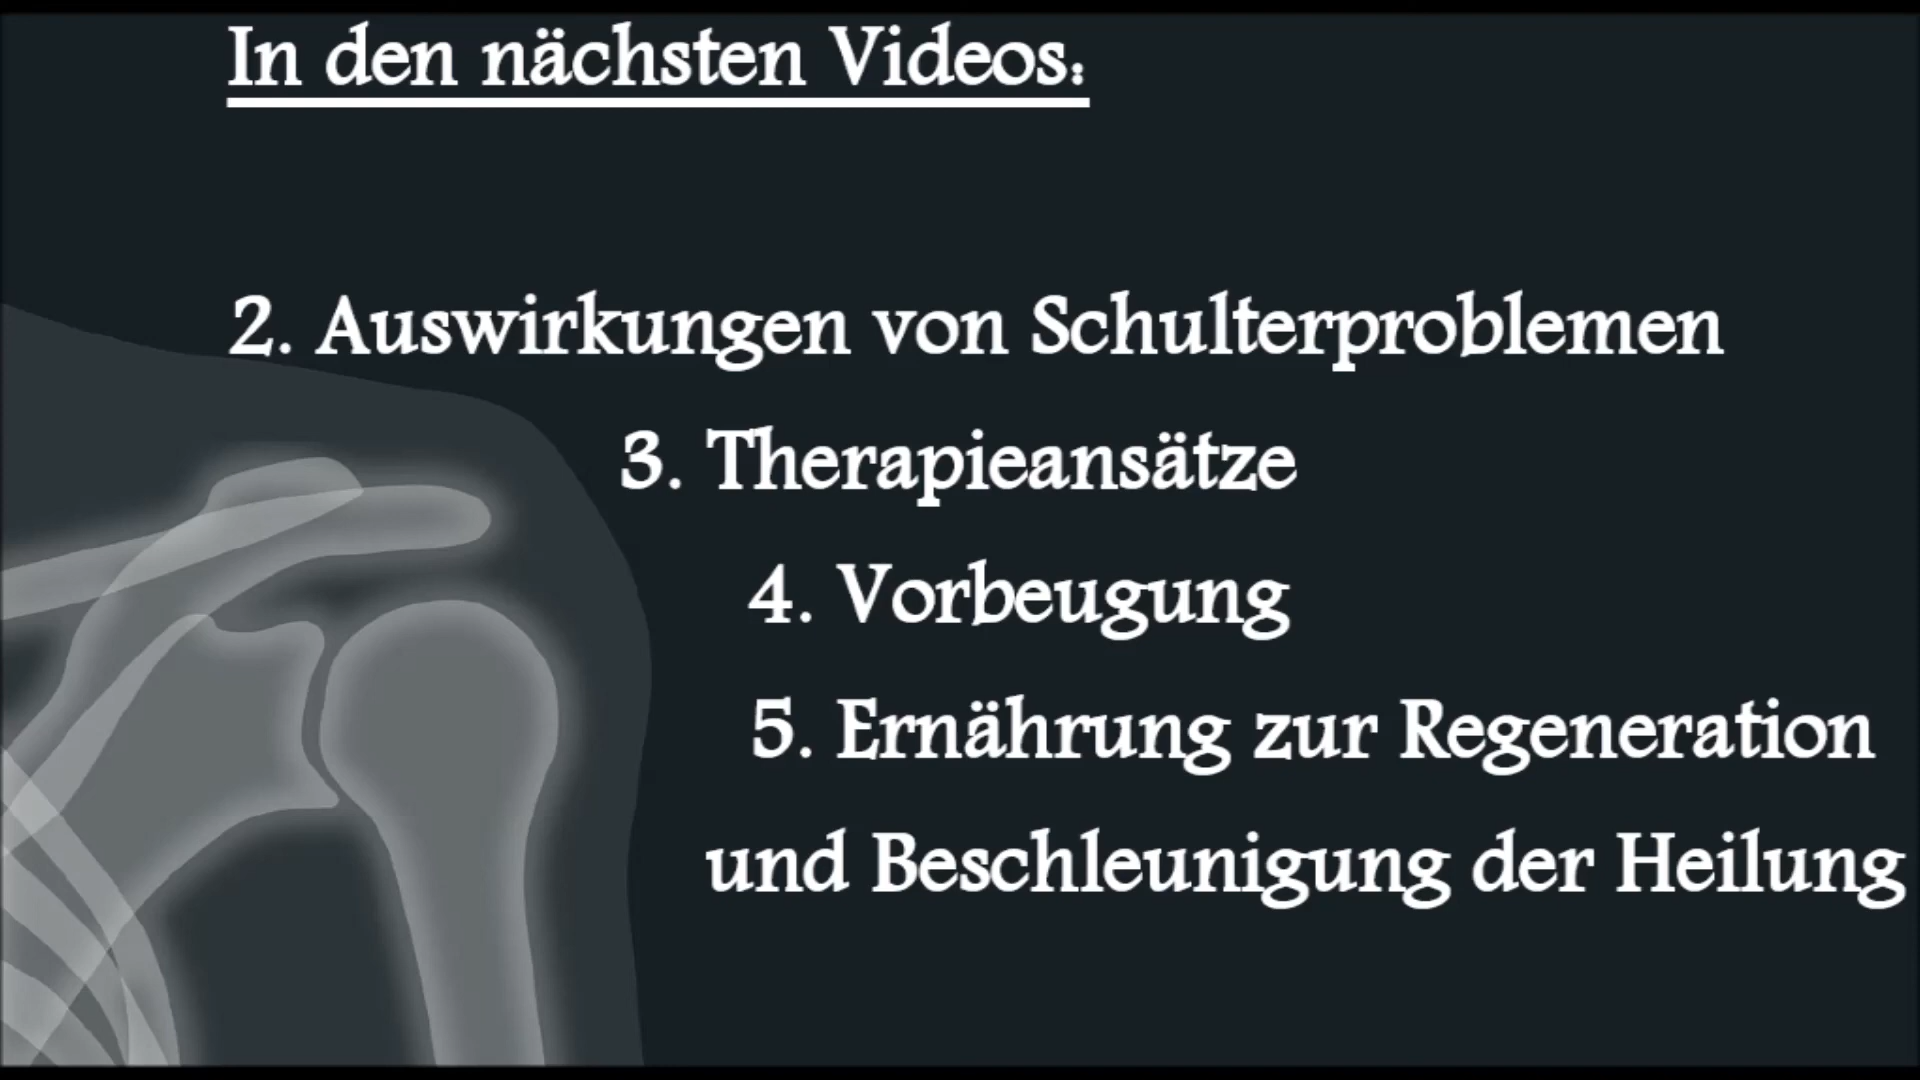 In den nächsten Videos:
2. Auswirkungen von Schulterproblemen
3. Therapieansätze
4. Vorbeugung
5. Ernährung zur Regeneration
und Beschleunigung der Heilung